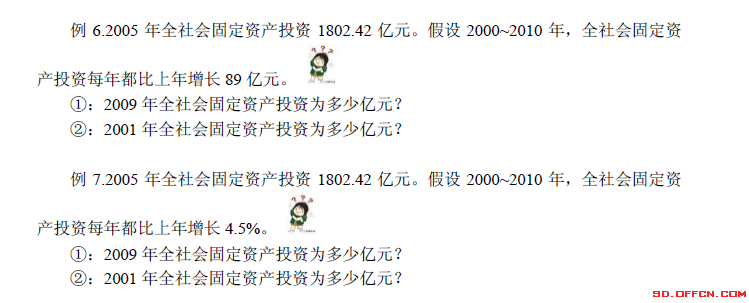 例 6.2005 年全社会固定资产投资 1802.42 亿元。假设 2000~2010 年，全社会固定资
产投资每年都比上年增长 89 亿元。
①：2009 年全社会固定资产投资为多少亿元？
②：2001 年全社会固定资产投资为多少亿元？
例 7.2005 年全社会固定资产投资 1802.42 亿元。假设 2000~2010 年，全社会固定资
产投资每年都比上年增长 4.5%。
①：2009 年全社会固定资产投资为多少亿元？
②：2001 年全社会固定资产投资为多少亿元？
GD.OFFCN.COM